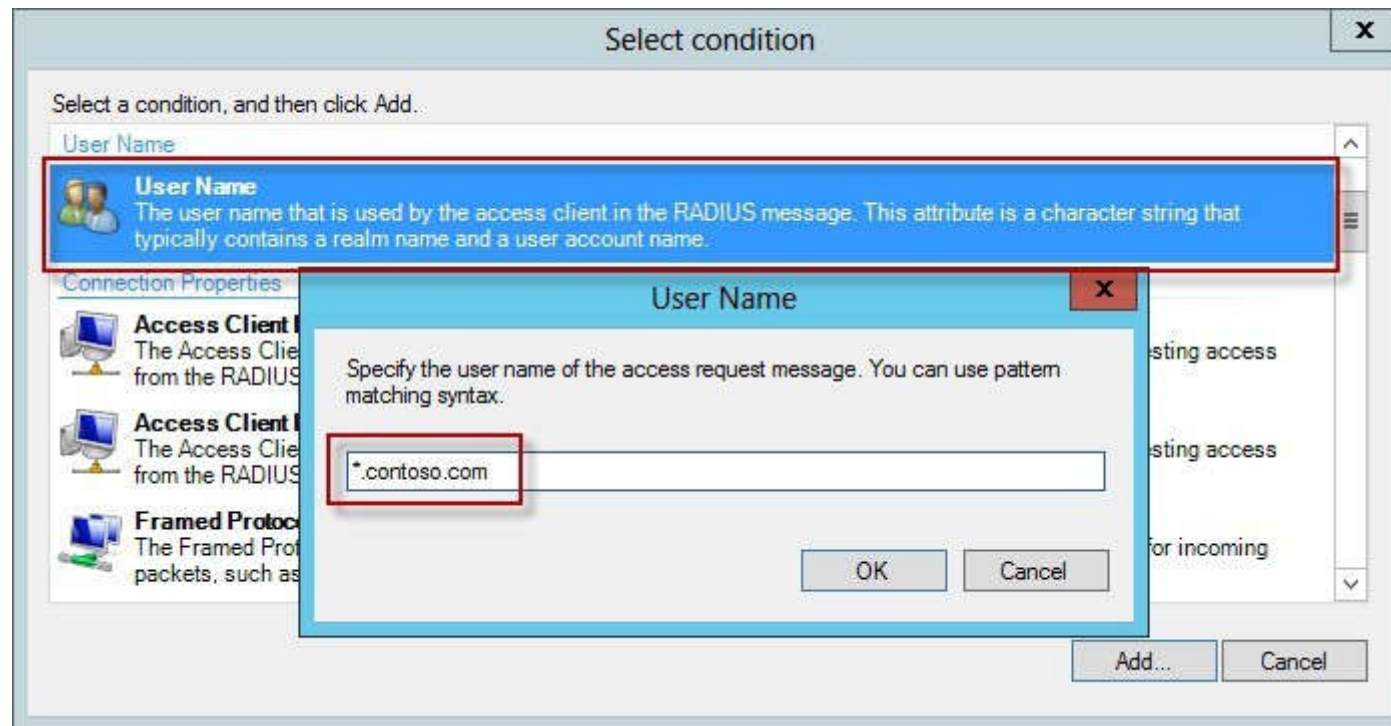 Select condition
x
Select a condition, and then click Add.
User Name
User Name
The user name that is used by the access client in the RADIUS message. This attribute is a character string that
typically contains a realm name and a user account name.
Connection Properties
User Name
x
Access Client
The Access Clie
esting access
from the RADIUS
Specify the user name of the access request message. You can use pattern
matching syntax.
Access Client
The Access Clie
esting access
from the RADIUS
*.contoso.com
Framed Protoco
The Framed Prot
for incoming
packets, such as
OK
Cancel
Add...
Cancel